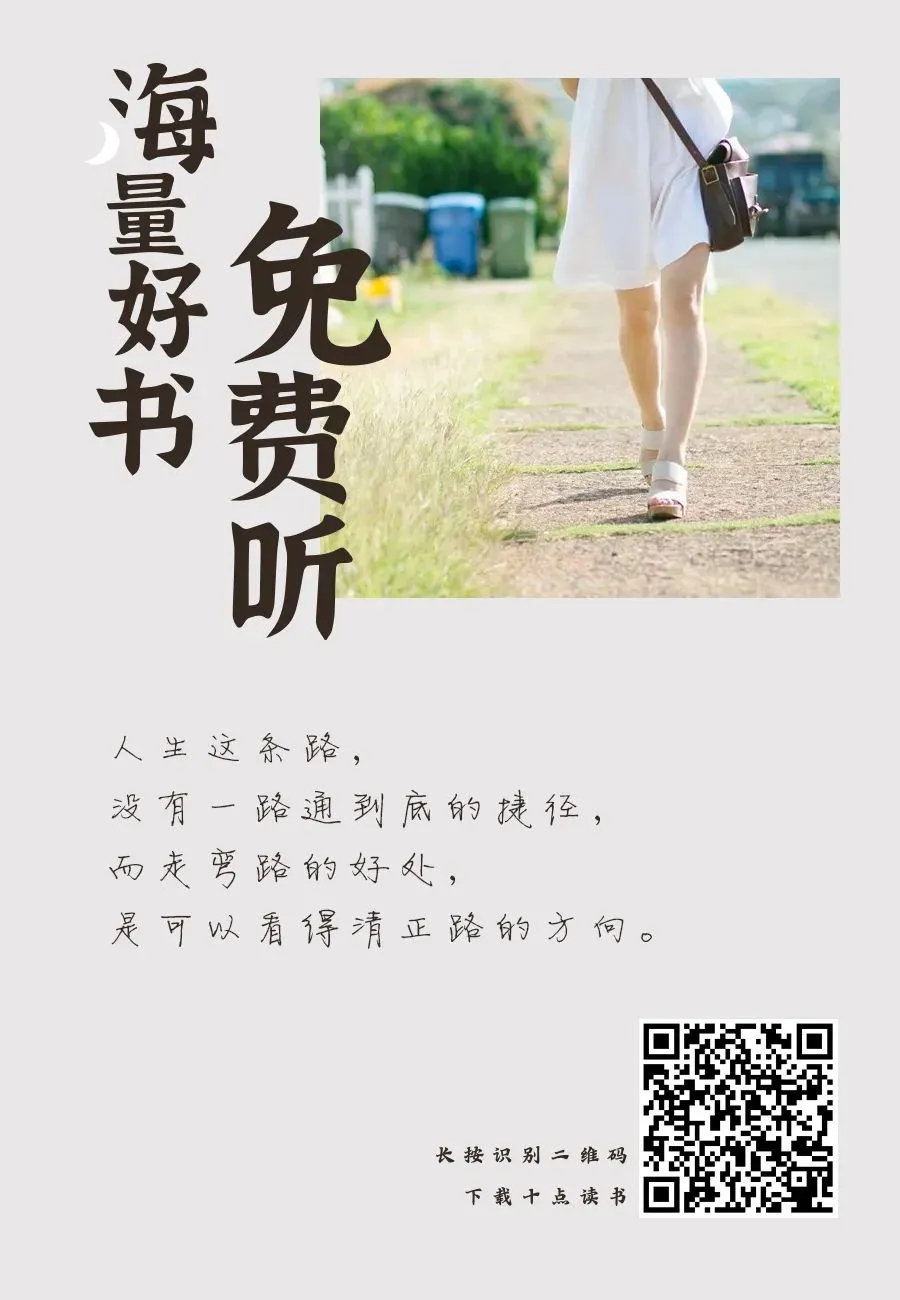 海量好书
免费听
人生这条路，
没有一路通到底的捷径，
而走弯路的好处，
是可以看得清正路的方向。
长按识别二维码
下载十点读书